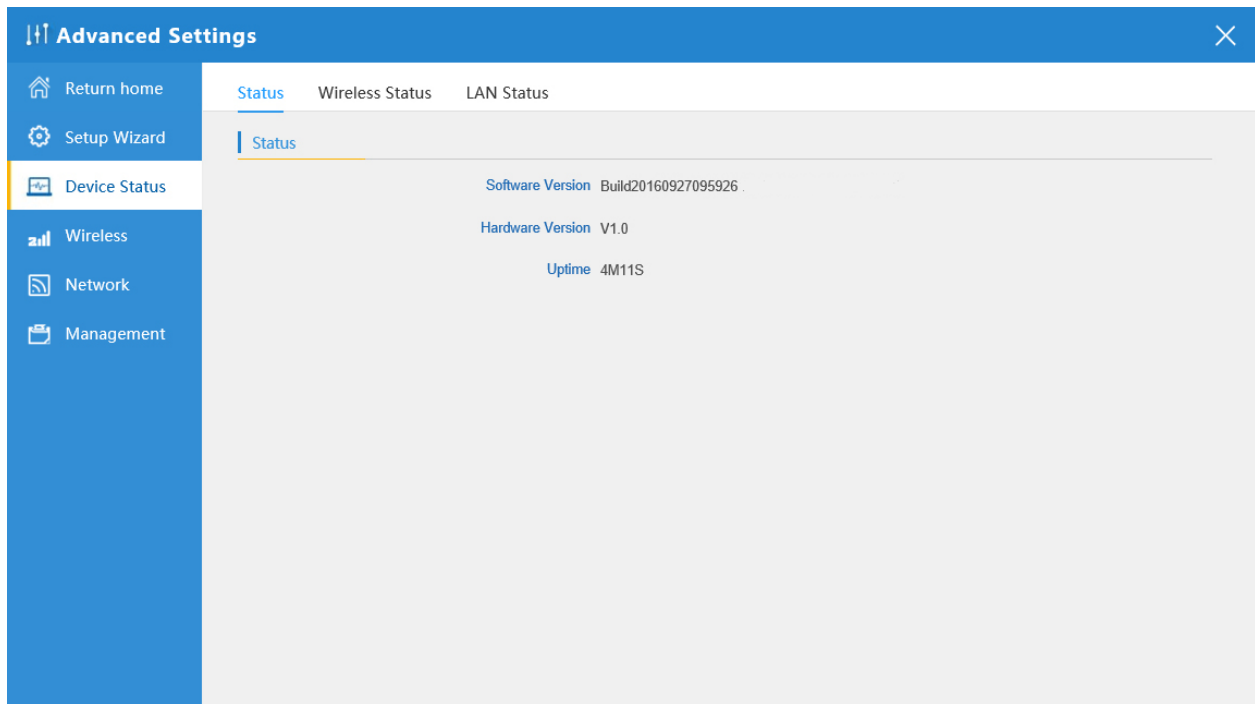 Advanced Settings
Return home
Setup Wizard
Device Status
Wireless
Network
Management
Status Wireless Status LAN Status
Status
Software Version Build20160927095926
Hardware Version V1.0
Uptime 4M11S